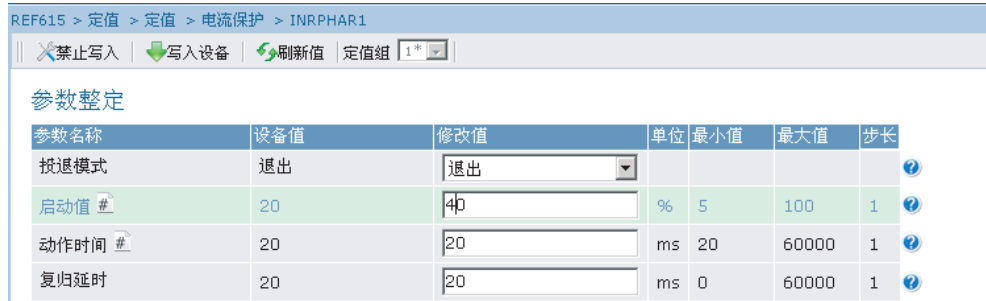 REF615 > 定值 > 定值 > 电流保护 > INRPHAR1
禁止写入 写入设备 刷新值 定值组 1*
参数整定
参数名称 设备值 修改值 单位 最小值 最大值 步长
投退模式 退出 退出
启动值 # 20 40 % 5 100 1
动作时间 # 20 20 ms 20 60000 1
复归延时 20 20 ms 0 60000 1